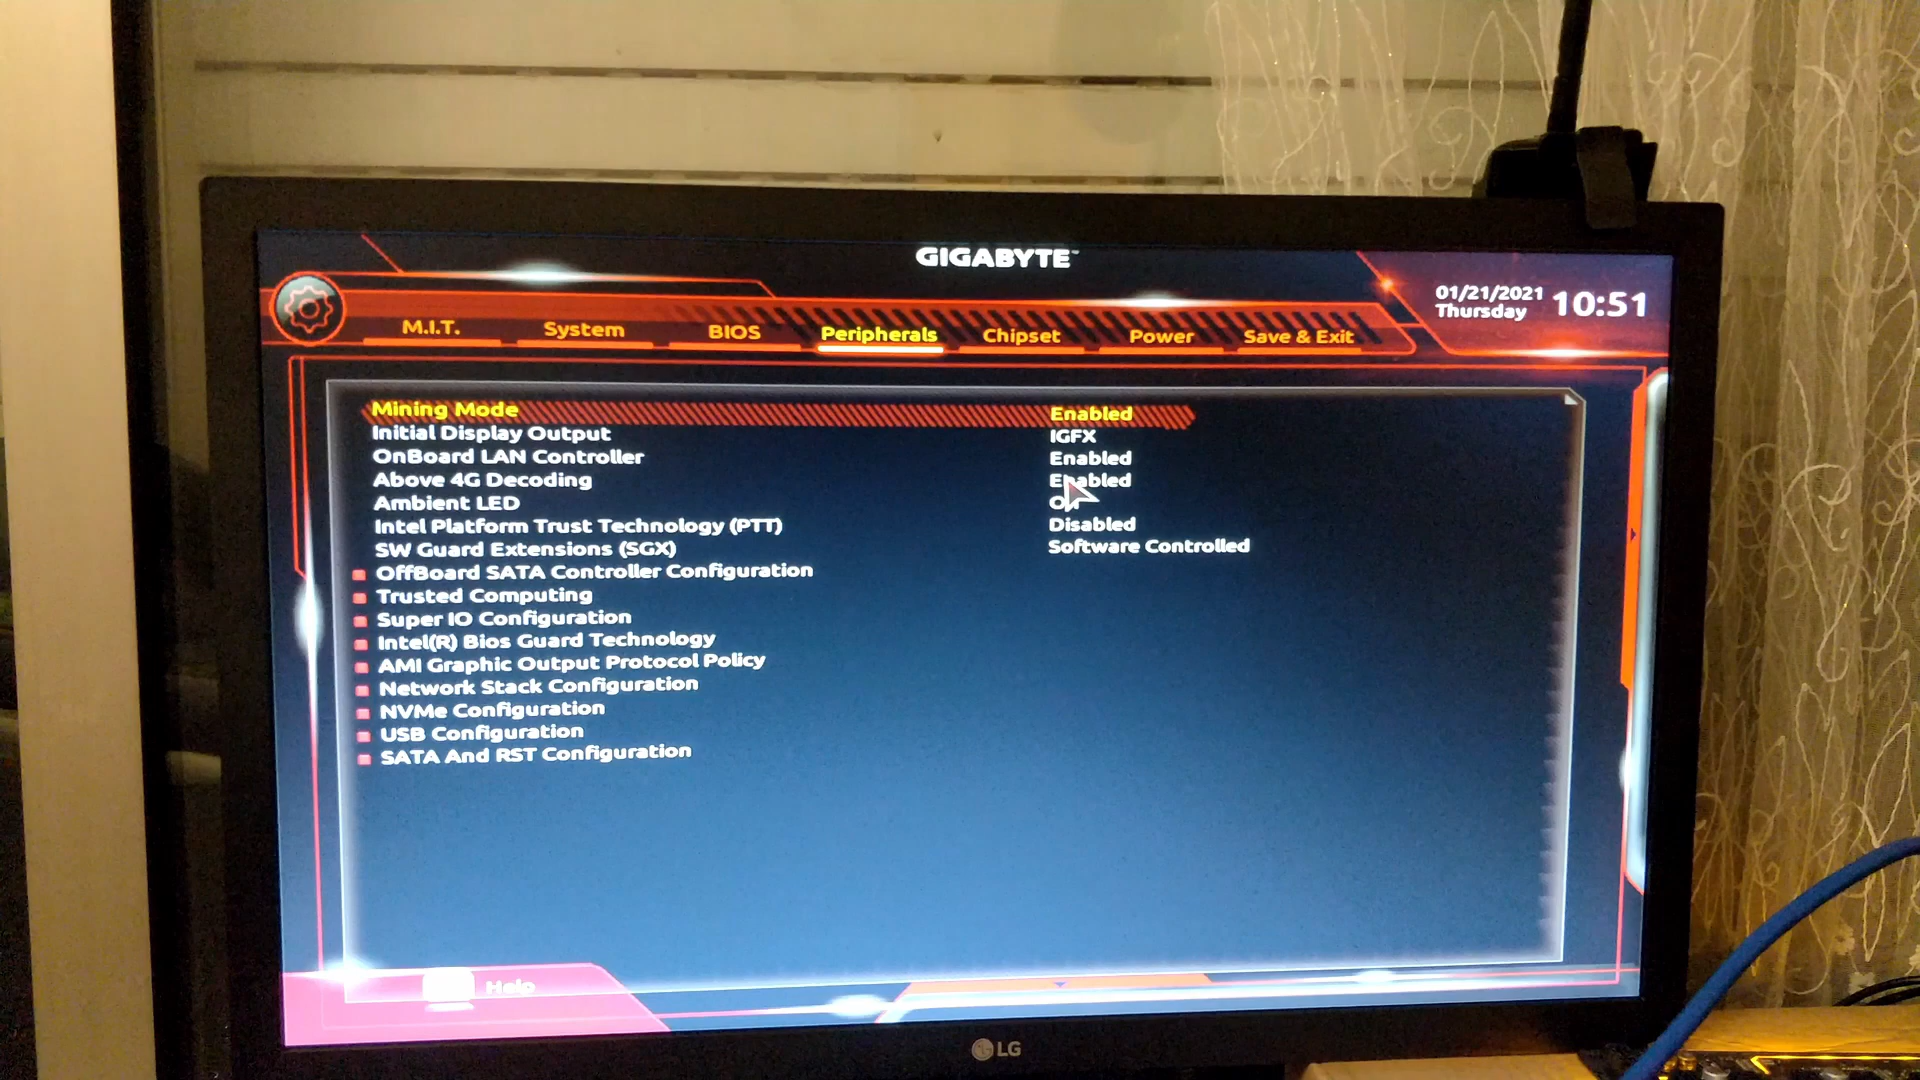 GIGABYTE™
01/21/2021
Thursday 10:51
M.I.T. System BIOS Peripherals Chipset Power Save & Exit
Mining Mode Enabled
Initial Display Output IGFX
OnBoard LAN Controller Enabled
Above 4G Decoding Enabled
Ambient LED
Intel Platform Trust Technology (PTT) Disabled
SW Guard Extensions (SGX) Software Controlled
OffBoard SATA Controller Configuration
Trusted Computing
Super IO Configuration
Intel(R) Bios Guard Technology
AMI Graphic Output Protocol Policy
Network Stack Configuration
NVMe Configuration
USB Configuration
SATA And RST Configuration
Help
LG